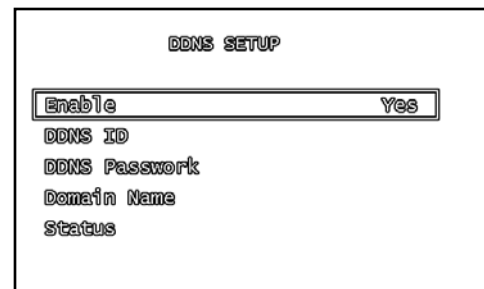 DDNS SETUP
Enable Yes
DDNS ID
DDNS Passwork
Domain Name
Status